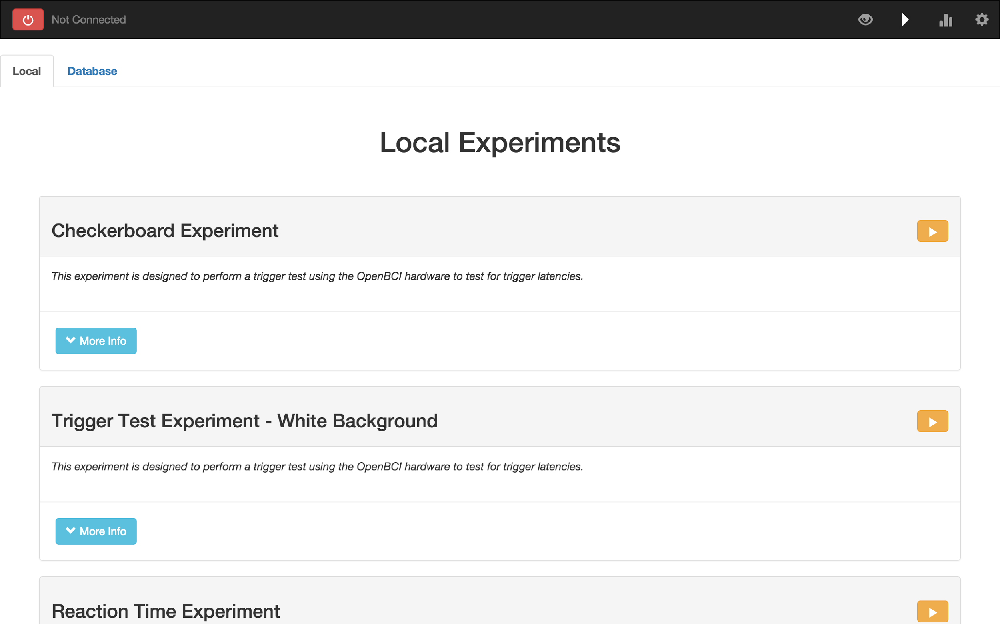 Not Connected
Local Database
Local Experiments
Checkerboard Experiment
This experiment is designed to perform a trigger test using the OpenBCI hardware to test for trigger latencies.
More Info
Trigger Test Experiment - White Background
This experiment is designed to perform a trigger test using the OpenBCI hardware to test for trigger latencies.
More Info
Reaction Time Experiment